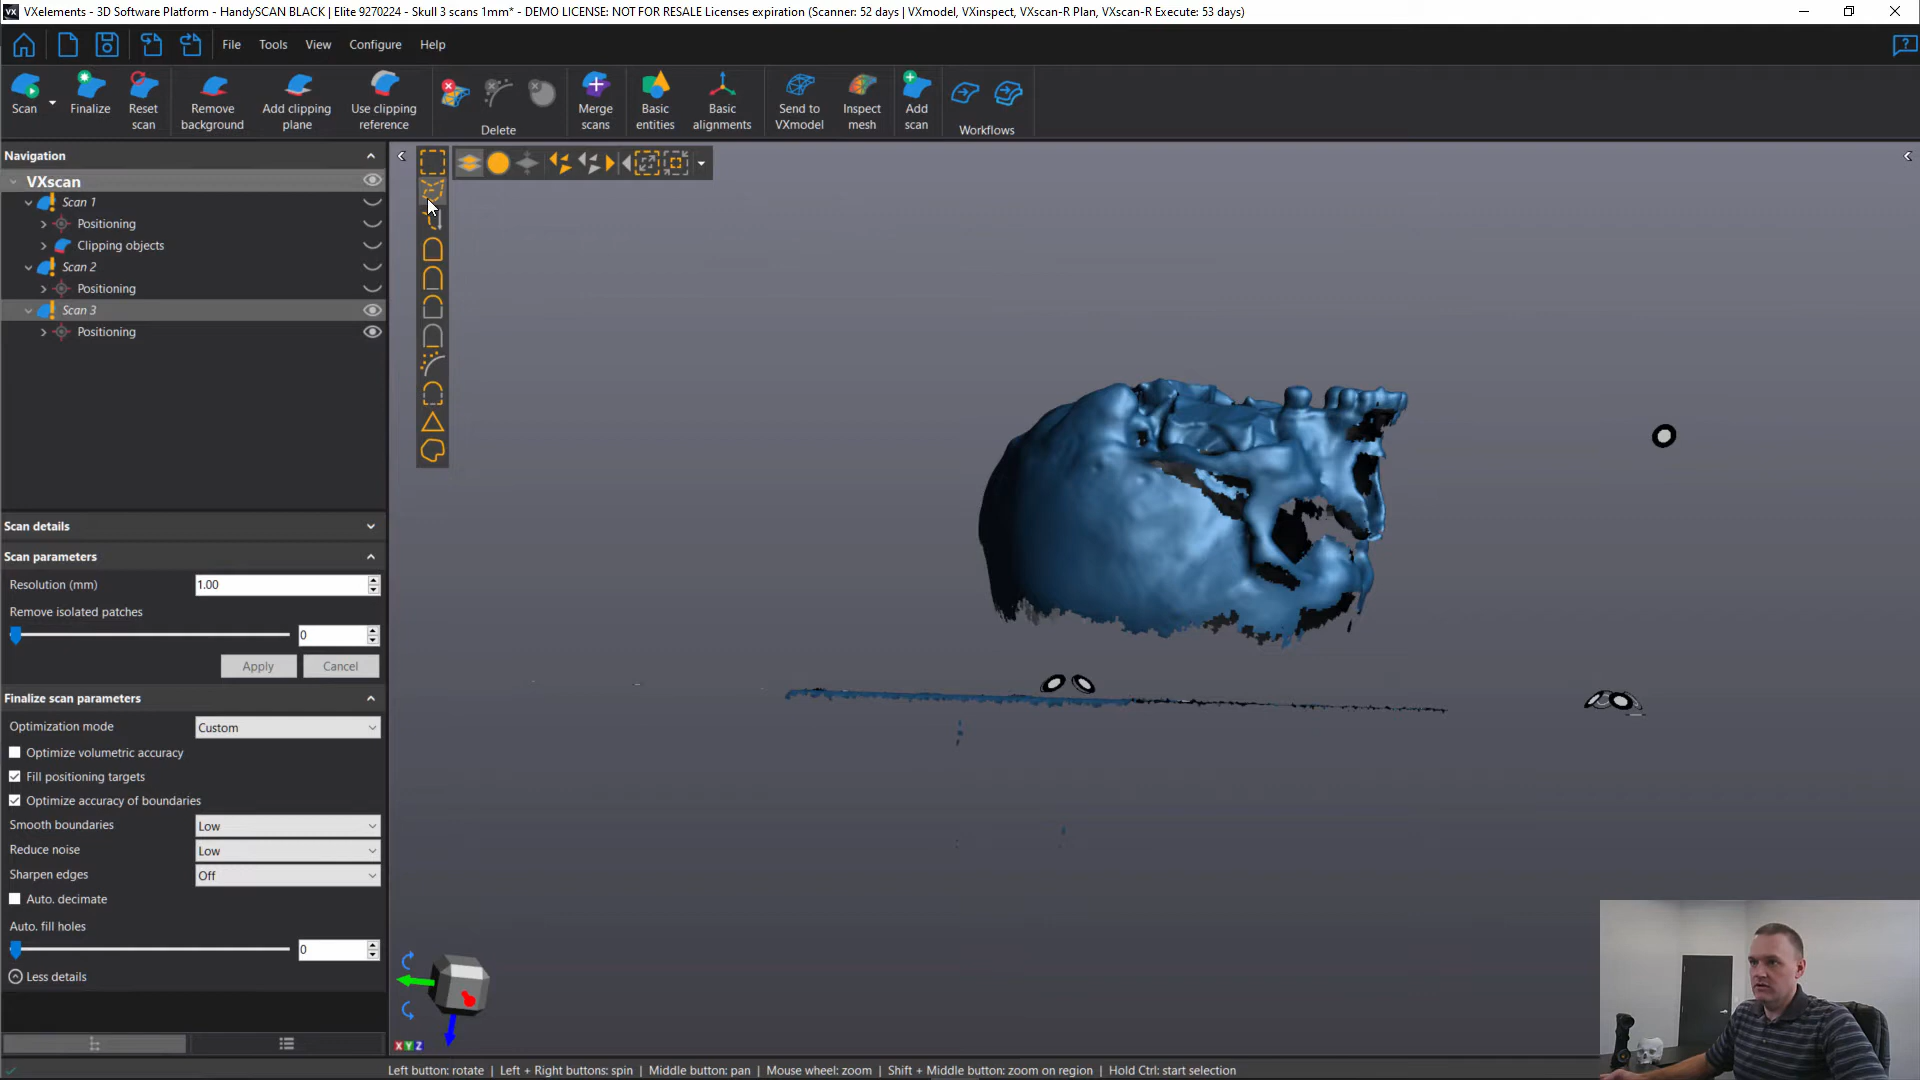 VXelements - 3D Software Platform - HandySCAN BLACK | Elite 9270224 - Skull 3 scans 1mm* - DEMO LICENSE: NOT FOR RESALE Licenses expiration (Scanner: 52 days | VXmodel, VXinspect, VXscan-R Plan, VXscan-R Execute: 53 days)
File Tools View Configure Help
Scan Finalize Reset scan Remove background Add clipping plane Use clipping reference Delete Merge scans Basic entities Basic alignments Send to VXmodel Inspect mesh Add scan Workflows
Navigation
VXscan
Scan 1
Positioning
Clipping objects
Scan 2
Positioning
Scan 3
Positioning
Scan details
Scan parameters
Resolution (mm) 1.00
Remove isolated patches
0
Apply Cancel
Finalize scan parameters
Optimization mode Custom
Optimize volumetric accuracy
Fill positioning targets
Optimize accuracy of boundaries
Smooth boundaries Low
Reduce noise Low
Sharpen edges Off
Auto. decimate
Auto. fill holes
0
Less details
X Y Z
Left button: rotate | Left + Right buttons: spin | Middle button: pan | Mouse wheel: zoom | Shift + Middle button: zoom on region | Hold Ctrl: start selection